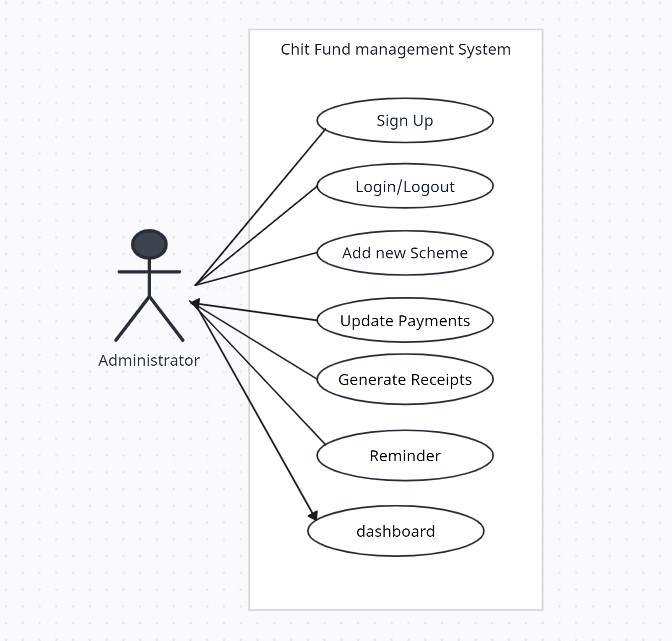 Chit Fund management System
Sign Up
Login/Logout
Add new Scheme
Update Payments
Generate Receipts
Reminder
dashboard
Administrator